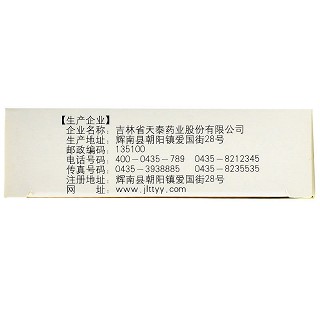 【生产企业】
企业名称：吉林省天泰药业股份有限公司
生产地址：辉南县朝阳镇爱国街28号
邮政编码：135100
电话号码：400-0435-789 0435-8212345
传真号码：0435-3938885 0435-8235535
注册地址：辉南县朝阳镇爱国街28号
网 址：www.jlttyy.com